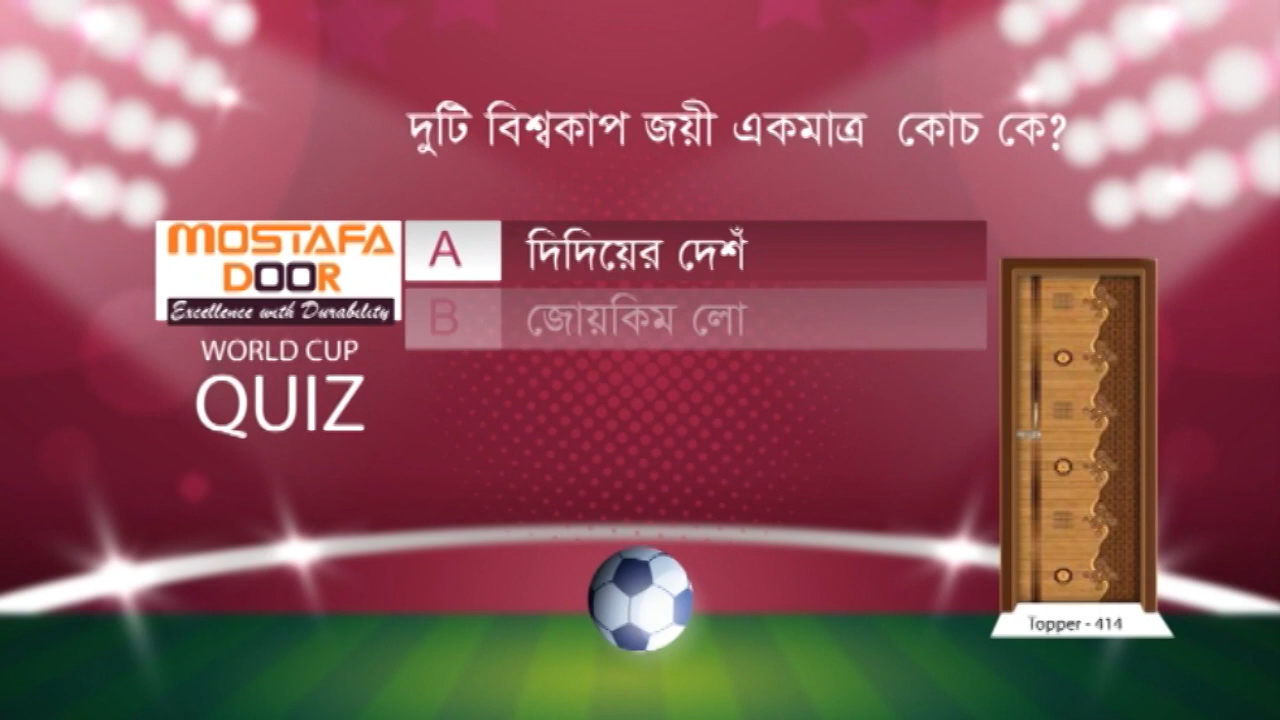 দুটি বিশ্বকাপ জয়ী একমাত্র কোচ কে?
MOSTAFA
DOOR
Excellence with Durability
WORLD CUP
QUIZ
A দিদিয়ের দেশঁ
B জোয়কিম লো
Topper - 414